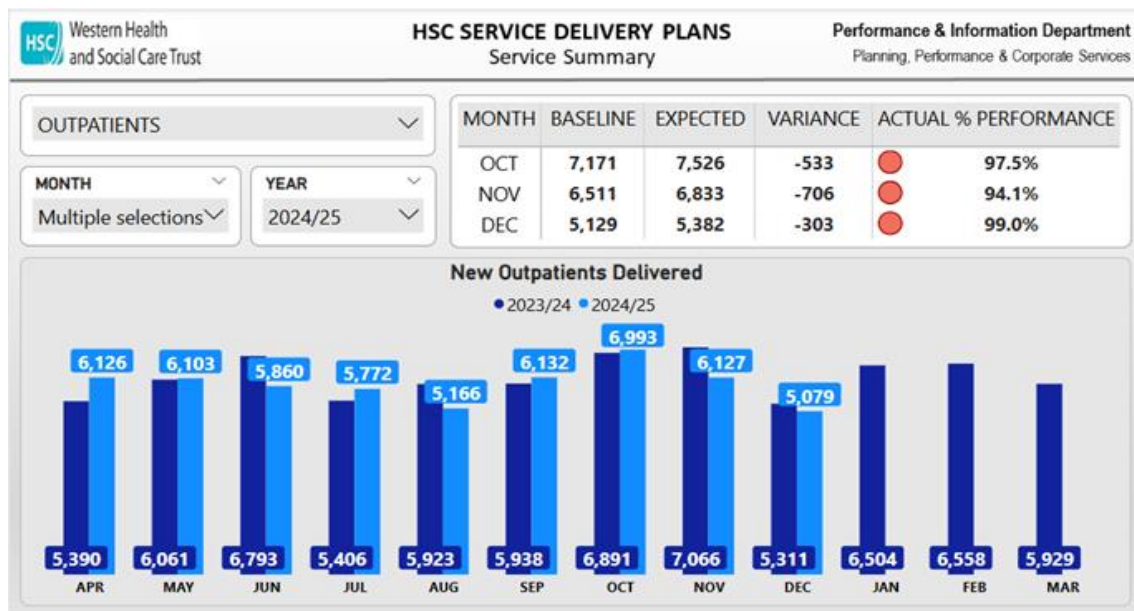 HSC
Western Health
and Social Care Trust
HSC SERVICE DELIVERY PLANS
Service Summary
Performance & Information Department
Planning, Performance & Corporate Services
OUTPATIENTS
MONTH
Multiple selections
YEAR
2024/25
MONTH BASELINE EXPECTED VARIANCE ACTUAL % PERFORMANCE
OCT 7,171 7,526 -533 97.5%
NOV 6,511 6,833 -706 94.1%
DEC 5,129 5,382 -303 99.0%
New Outpatients Delivered
2023/24 2024/25
6,126 6,103 5,860 5,772 5,166 6,132 6,993 6,127 5,079
5,390 6,061 6,793 5,406 5,923 5,938 6,891 7,066 5,311 6,504 6,558 5,929
APR MAY JUN JUL AUG SEP OCT NOV DEC JAN FEB MAR